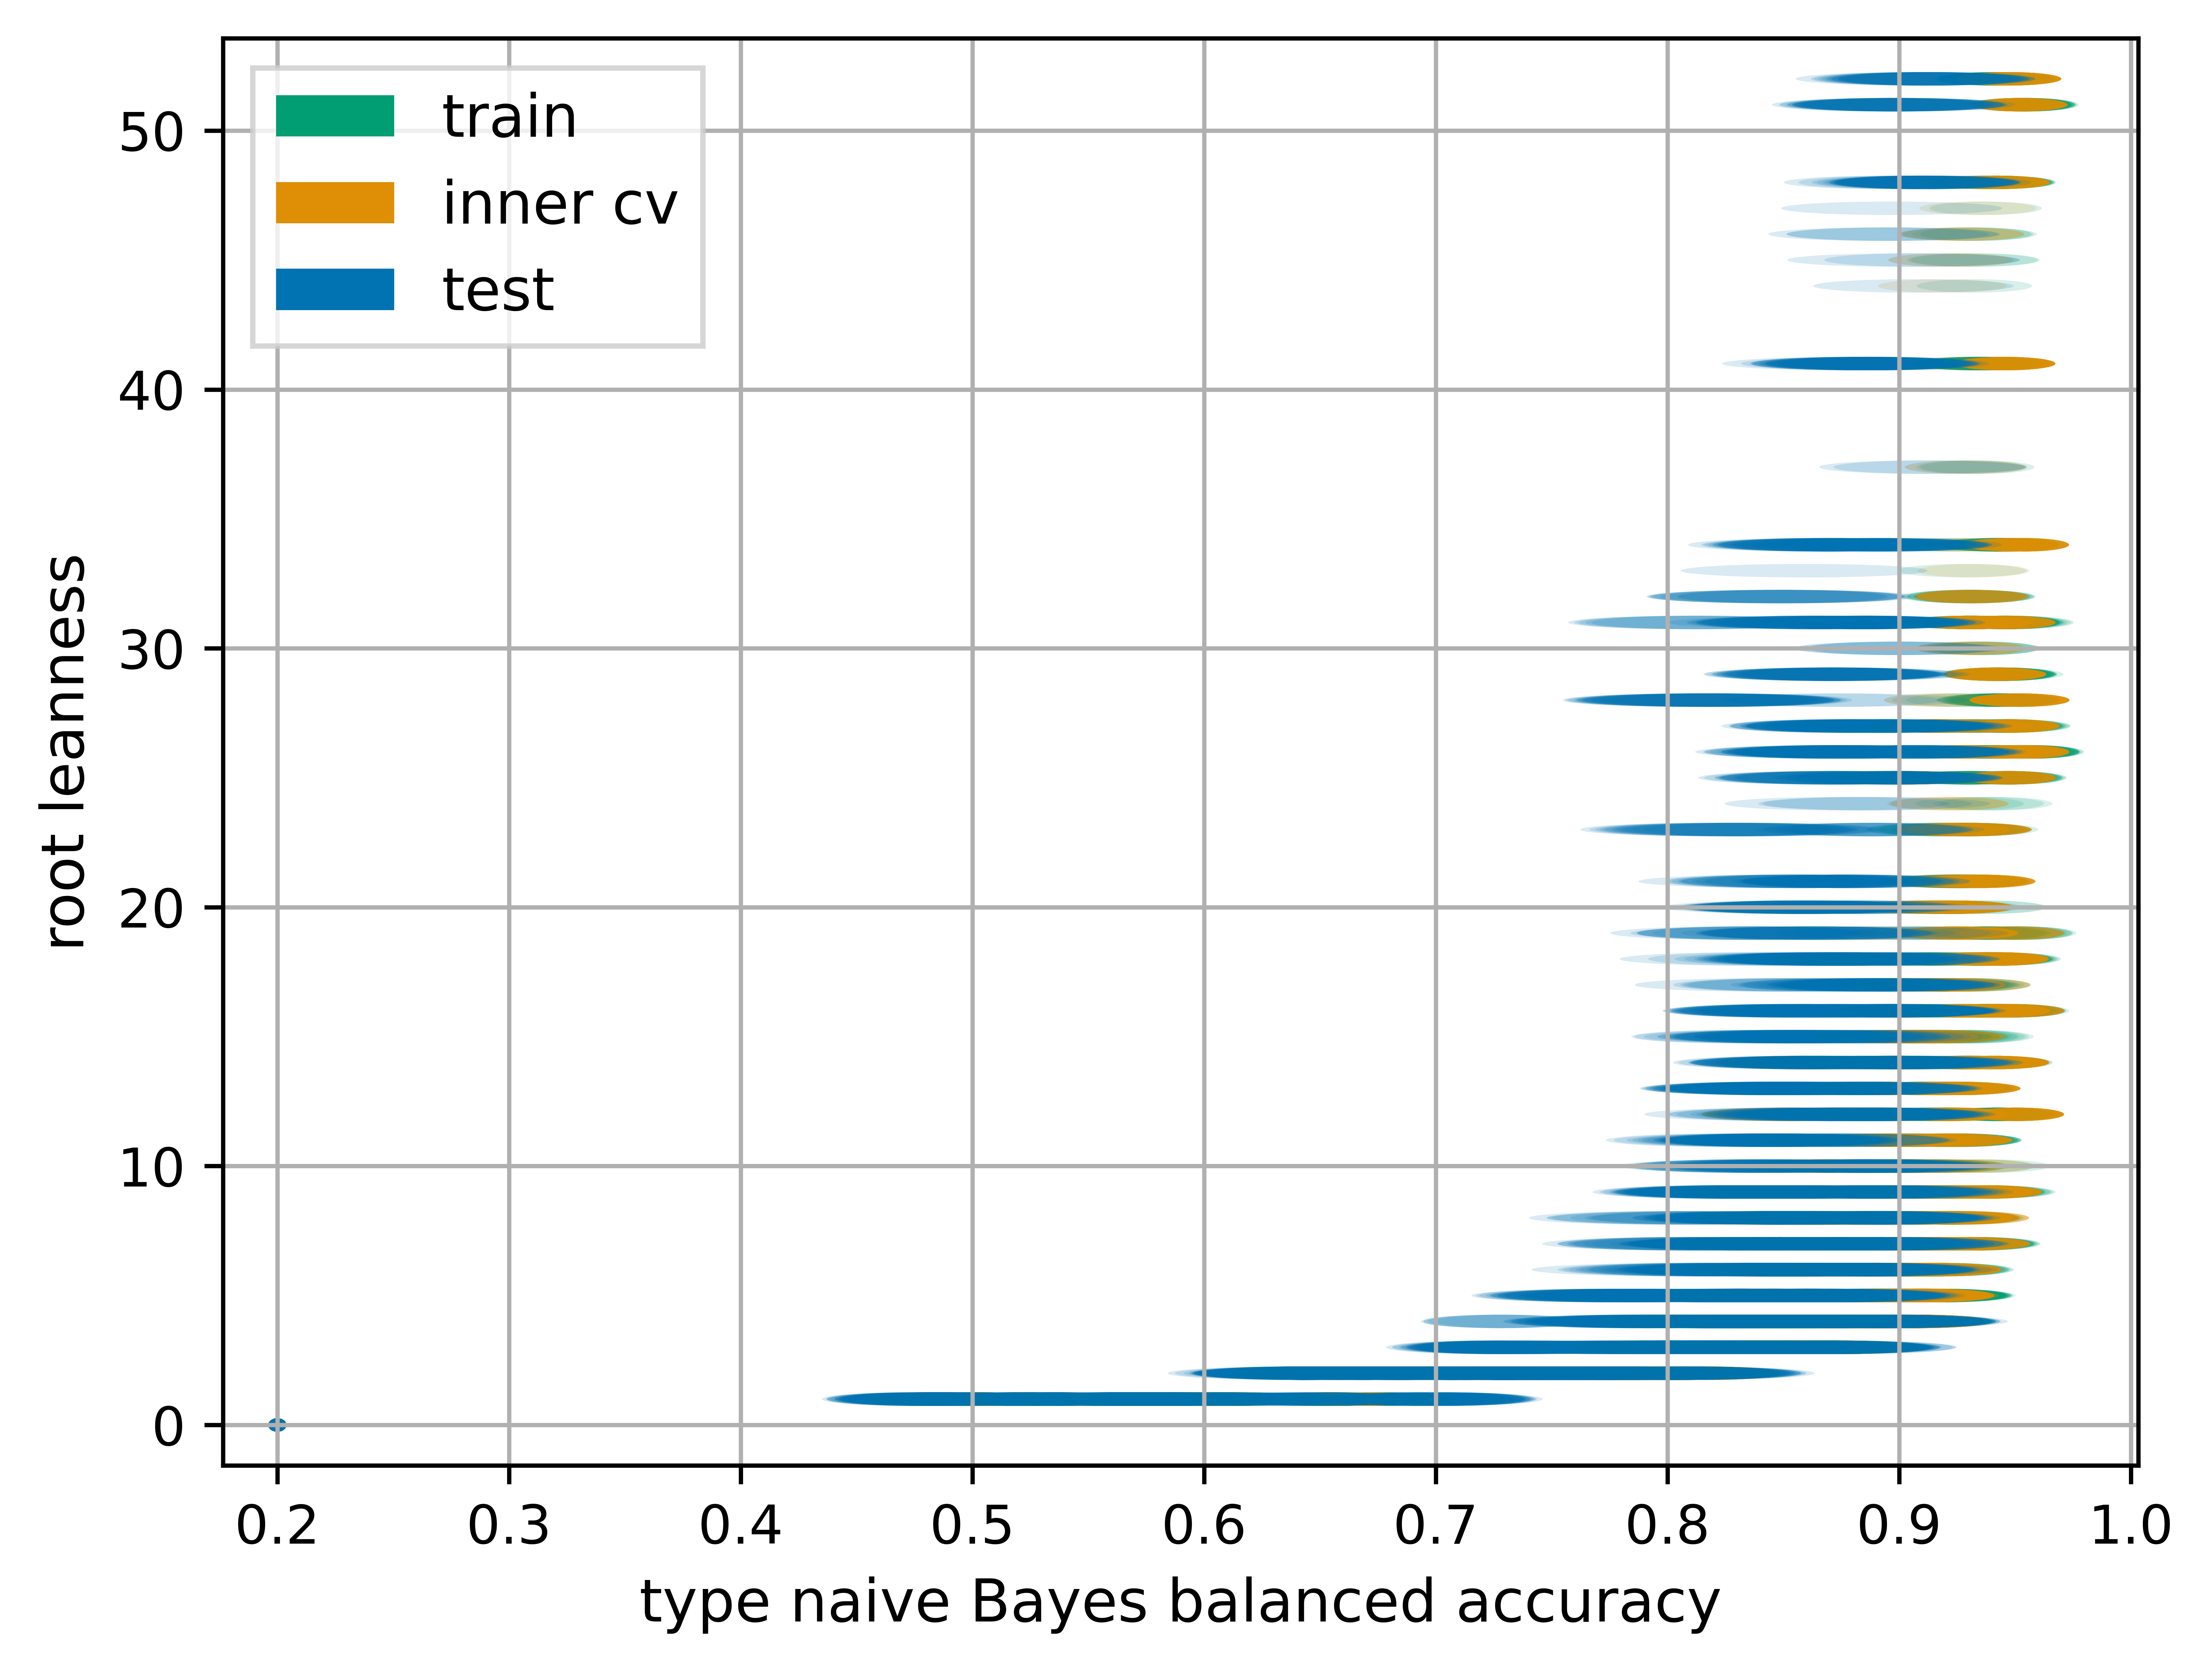 train
inner cv
test
root leanness
50
40
30
20
10
0
0.2 0.3 0.4 0.5 0.6 0.7 0.8 0.9 1.0
type naive Bayes balanced accuracy